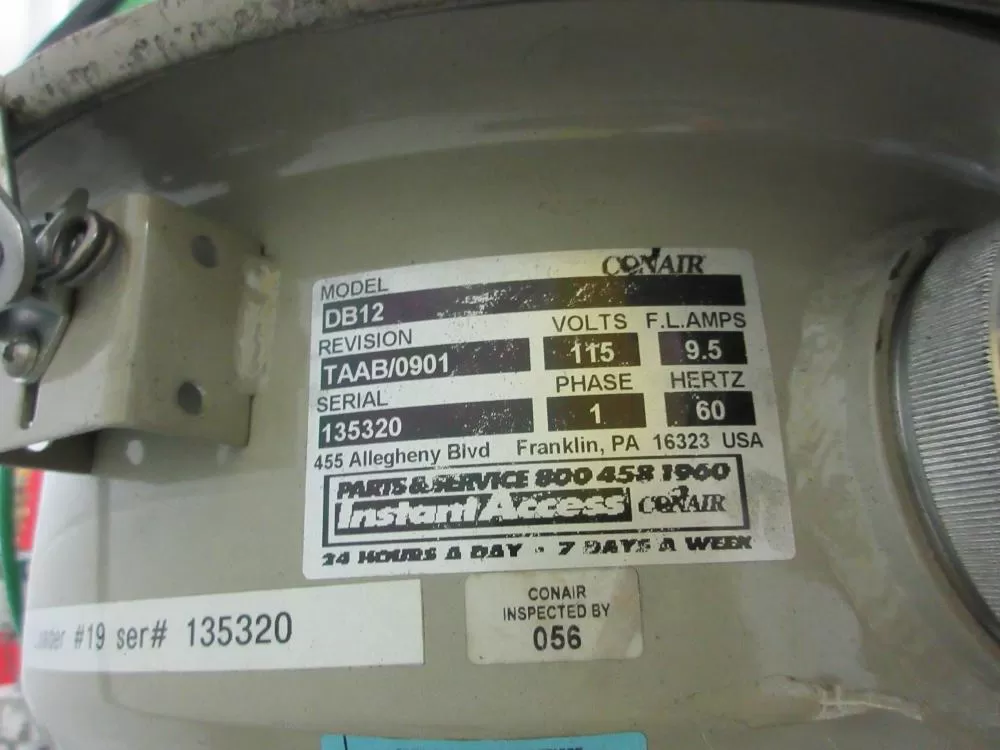 CONAIR
MODEL
DB12
REVISION VOLTS F.L.AMPS
TAAB/0901 115 9.5
SERIAL PHASE HERTZ
135320 1 60
455 Allegheny Blvd Franklin, PA 16323 USA
PARTS & SERVICE 800 458 1960
Instant Access CONAIR
24 HOURS A DAY - 7 DAYS A WEEK
#19 ser# 135320
CONAIR
INSPECTED BY
056